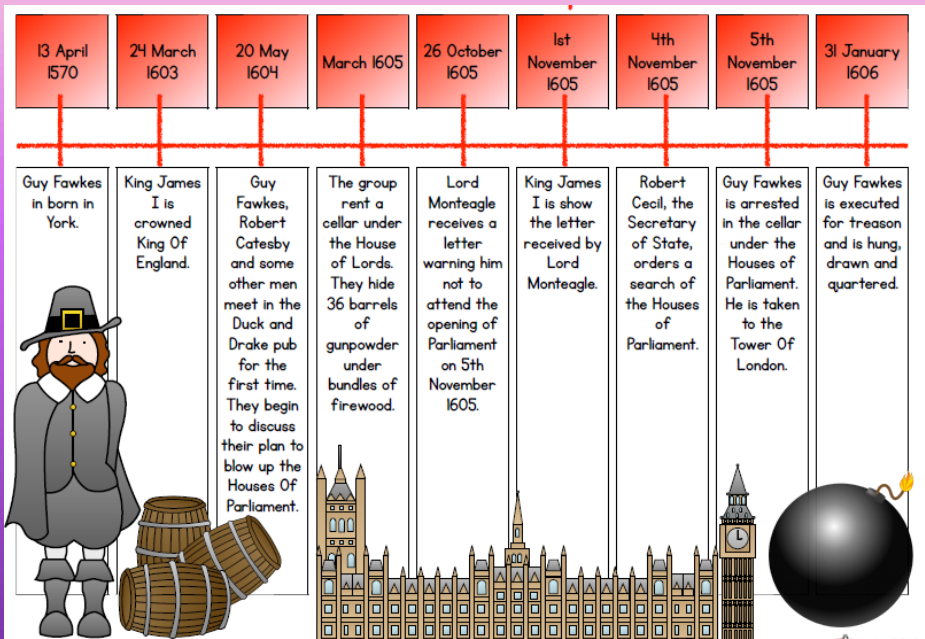 13 April
1570
24 March
1603
20 May
1604
March 1605
26 October
1605
1st
November
1605
4th
November
1605
5th
November
1605
31 January
1606
Guy Fawkes
in born in
York.
King James
I is
crowned
King Of
England.
Guy
Fawkes,
Robert
Catesby
and some
other men
meet in the
Duck and
Drake pub
for the
first time.
They begin
to discuss
their plan to
blow up the
Houses Of
Parliament.
The group
rent a
cellar under
the House
of Lords.
They hide
36 barrels
of
gunpowder
under
bundles of
firewood.
Lord
Monteagle
receives a
letter
warning him
not to
attend the
opening of
Parliament
on 5th
November
1605.
King James
I is show
the letter
received by
Lord
Monteagle.
Robert
Cecil, the
Secretary
of State,
orders a
search of
the Houses
of
Parliament.
Guy Fawkes
is arrested
in the cellar
under the
Houses of
Parliament.
He is taken
to the
Tower Of
London.
Guy Fawkes
is executed
for treason
and is hung,
drawn and
quartered.